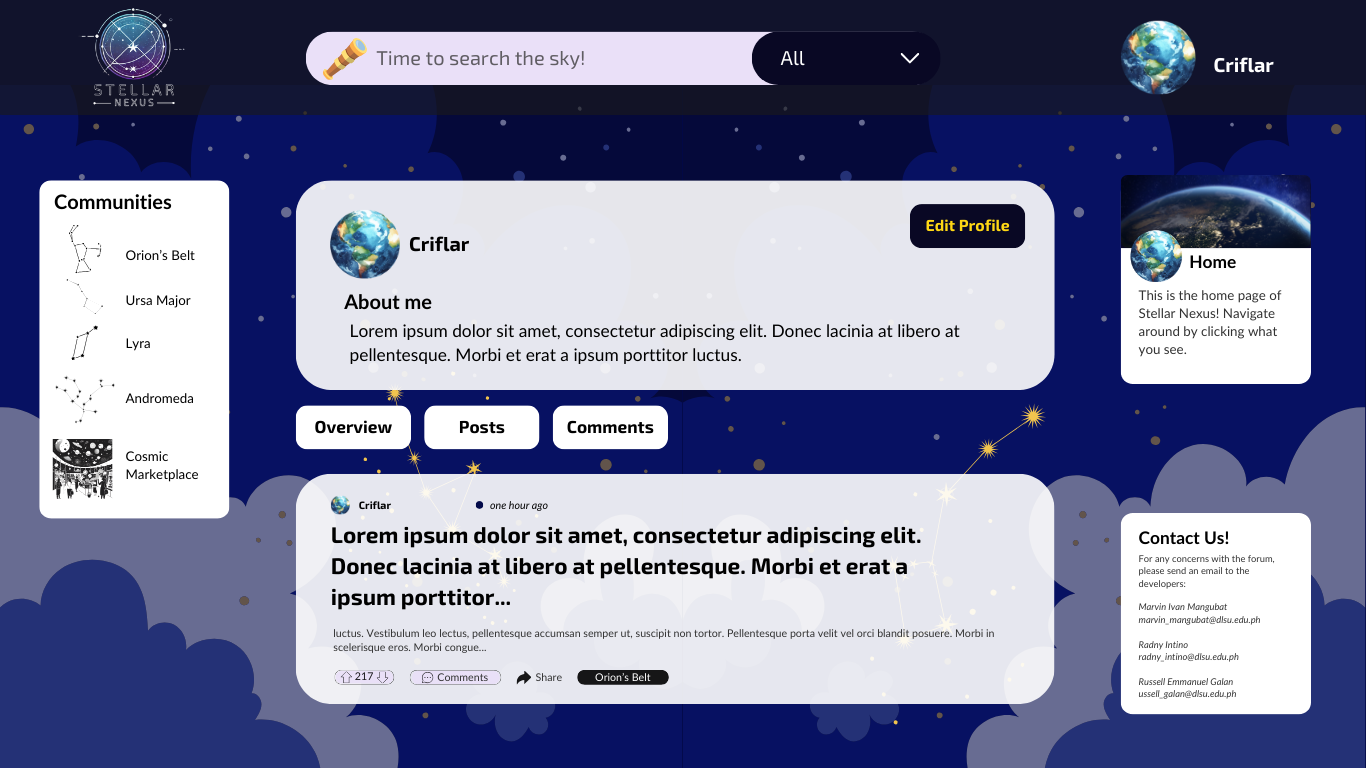 STELLAR
NEXUS
Time to search the sky!
All
Criflar
Communities
Orion's Belt
Ursa Major
Lyra
Andromeda
Cosmic
Marketplace
Criflar
Edit Profile
About me
Lorem ipsum dolor sit amet, consectetur adipiscing elit. Donec lacinia at libero at
pellentesque. Morbi et erat a ipsum porttitor luctus.
Overview
Posts
Comments
Criflar
one hour ago
Lorem ipsum dolor sit amet, consectetur adipiscing elit.
Donec lacinia at libero at pellentesque. Morbi et erat a
ipsum porttitor...
luctus. Vestibulum leo lectus, pellentesque accumsan semper ut, suscipit non tortor. Pellentesque porta velit vel orci blandit posuere. Morbi in
scelerisque eros. Morbi congue...
217
Comments
Share
Orion's Belt
Home
This is the home page of
Stellar Nexus! Navigate
around by clicking what
you see.
Contact Us!
For any concerns with the forum,
please send an email to the
developers:
Marvin Ivan Mangubat
marvin_mangubat@dlsu.edu.ph
Radny Intino
radny_intino@dlsu.edu.ph
Russell Emmanuel Galan
ussell_galan@dlsu.edu.ph